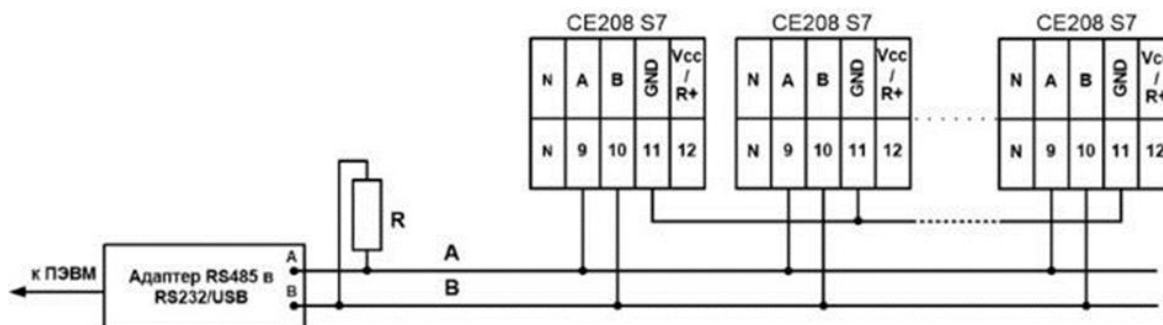 CE208 S7
CE208 S7
CE208 S7
N A B GND Vcc / R+
N A B GND Vcc / R+
N A B GND Vcc / R+
N 9 10 11 12
N 9 10 11 12
N 9 10 11 12
R
A
B
к ПЭВМ
Адаптер RS485 в
RS232/USB
A
B